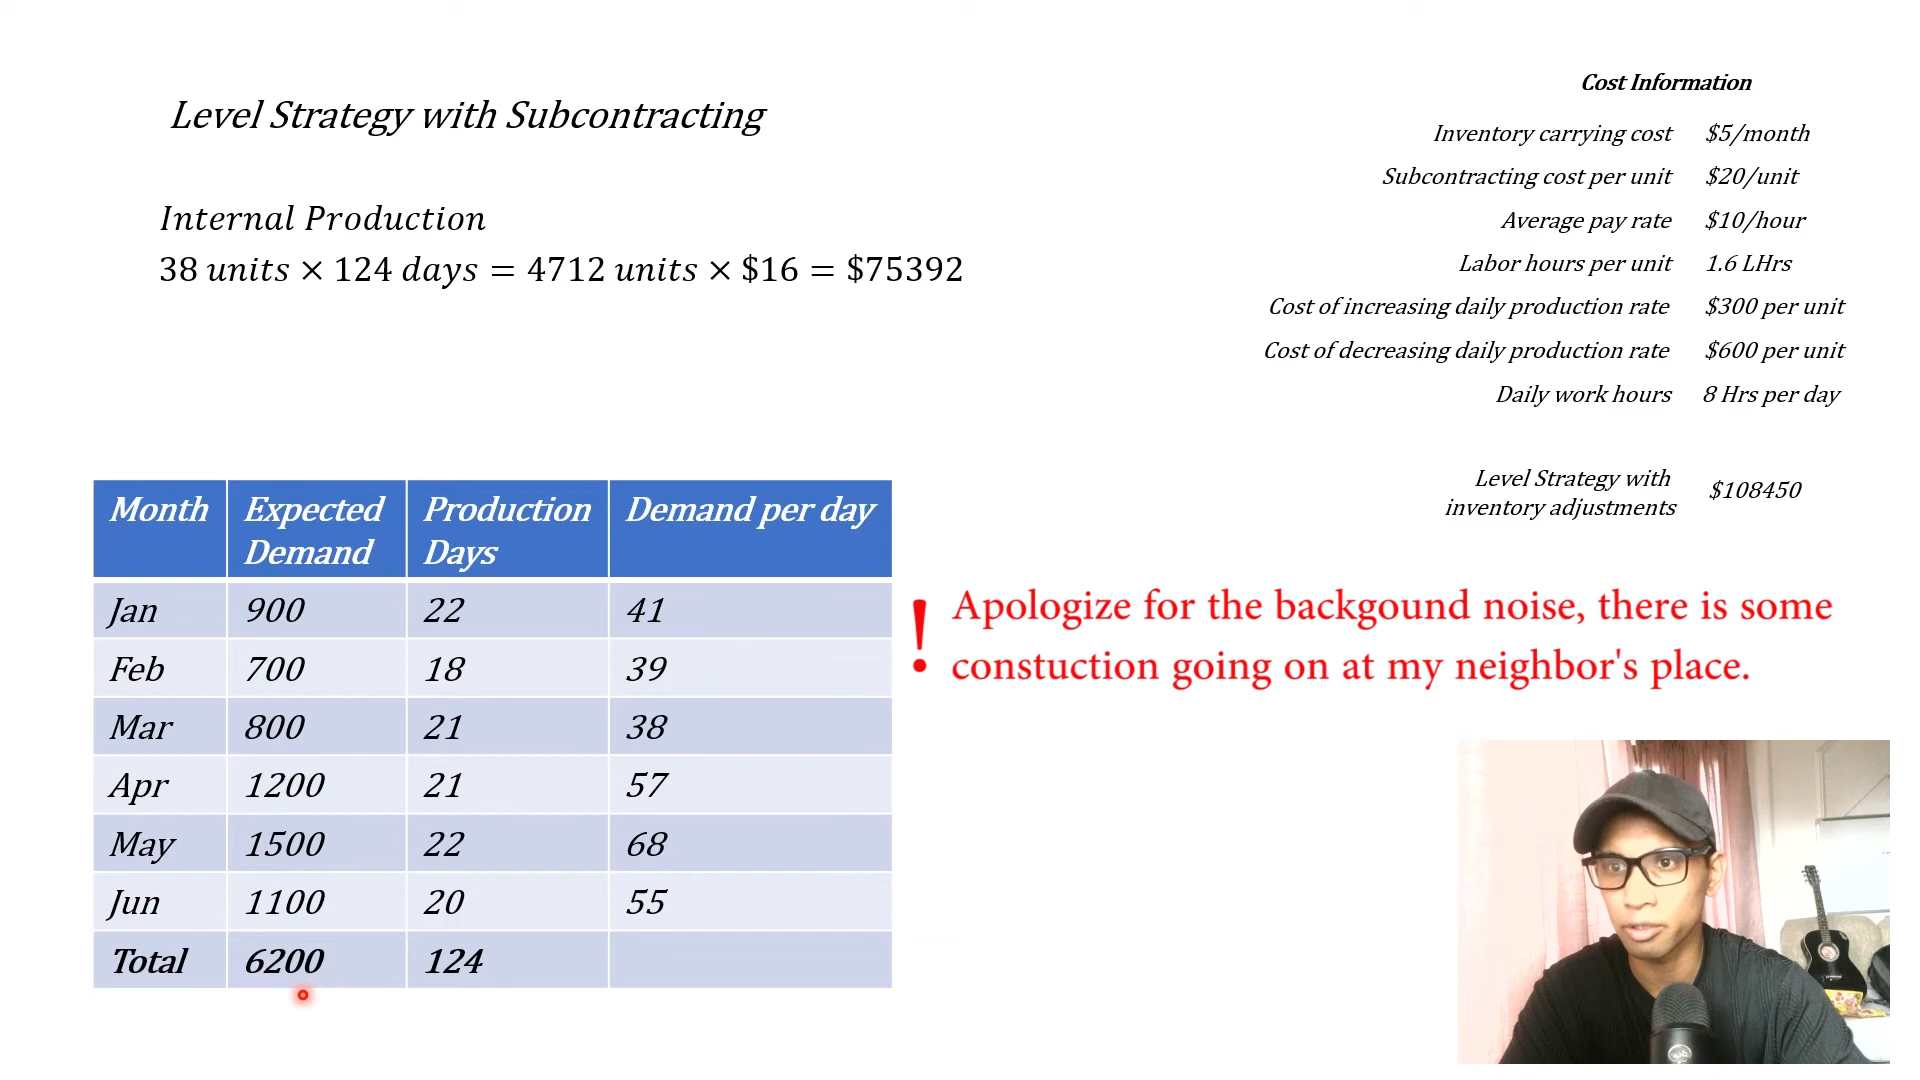 Level Strategy with Subcontracting
Internal Production
38 units × 124 days = 4712 units × $16 = $75392
Cost Information
Inventory carrying cost $5/month
Subcontracting cost per unit $20/unit
Average pay rate $10/hour
Labor hours per unit 1.6 LHrs
Cost of increasing daily production rate $300 per unit
Cost of decreasing daily production rate $600 per unit
Daily work hours 8 Hrs per day
Level Strategy with
inventory adjustments $108450
Month Expected Demand Production Days Demand per day
Jan 900 22 41
Feb 700 18 39
Mar 800 21 38
Apr 1200 21 57
May 1500 22 68
Jun 1100 20 55
Total 6200 124
! Apologize for the backgound noise, there is some
constuction going on at my neighbor's place.